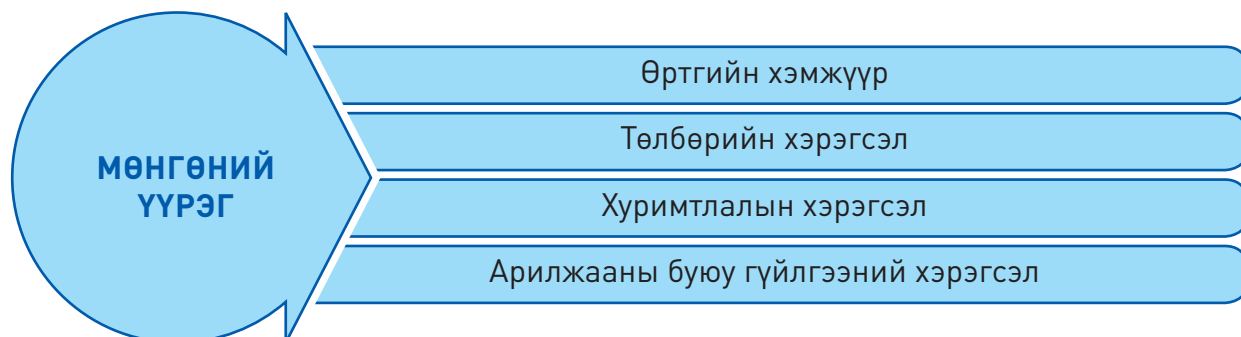 МӨНГӨНИЙ
ҮҮРЭГ
Өртгийн хэмжүүр
Төлбөрийн хэрэгсэл
Хуримтлалын хэрэгсэл
Арилжааны буюу гүйлгээний хэрэгсэл